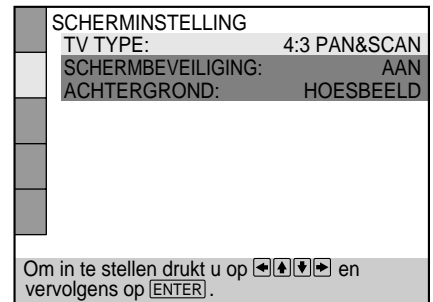 SCHERMINSTELLING
TV TYPE: 4:3 PAN&SCAN
SCHERMBEVEILIGING: AAN
ACHTERGROND: HOESBEELD
Om in te stellen drukt u op ←↑↓→ en
vervolgens op ENTER.